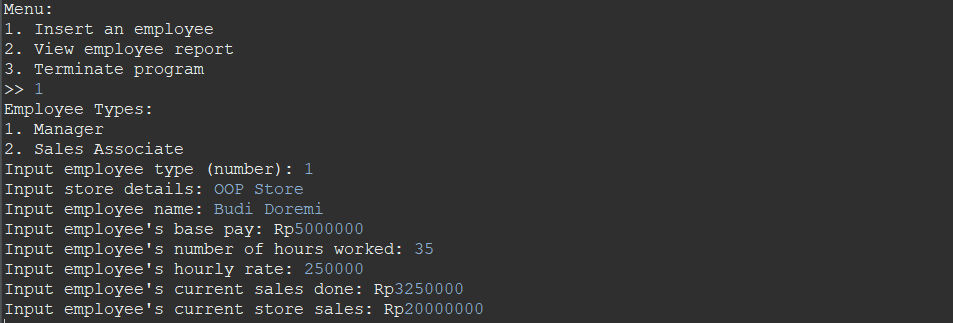 Menu:
1. Insert an employee
2. View employee report
3. Terminate program
>> 1
Employee Types:
1. Manager
2. Sales Associate
Input employee type (number): 1
Input store details: OOP Store
Input employee name: Budi Doremi
Input employee's base pay: Rp5000000
Input employee's number of hours worked: 35
Input employee's hourly rate: 250000
Input employee's current sales done: Rp3250000
Input employee's current store sales: Rp20000000